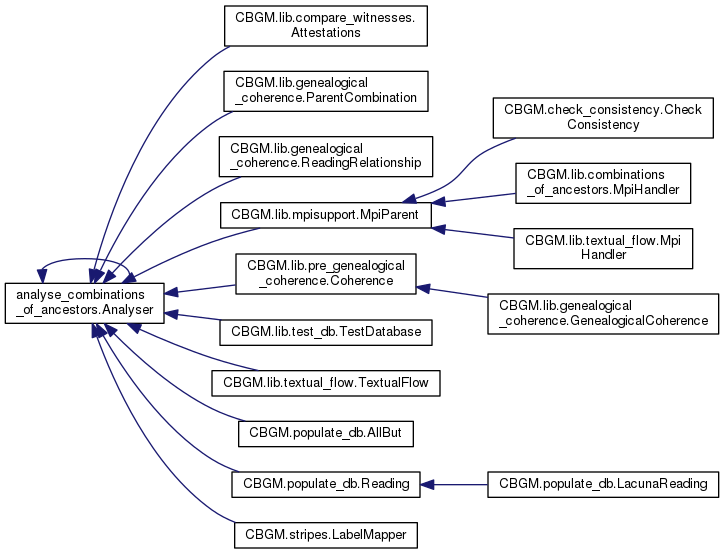 CBGM.lib.compare_witnesses.
Attestations
CBGM.lib.genealogical
_coherence.ParentCombination
CBGM.lib.genealogical
_coherence.ReadingRelationship
CBGM.lib.mpisupport.MpiParent
CBGM.check_consistency.Check
Consistency
CBGM.lib.combinations
_of_ancestors.MpiHandler
CBGM.lib.textual_flow.Mpi
Handler
analyse_combinations
_of_ancestors.Analyser
CBGM.lib.pre_genealogical
_coherence.Coherence
CBGM.lib.genealogical
_coherence.GenealogicalCoherence
CBGM.lib.test_db.TestDatabase
CBGM.lib.textual_flow.TextualFlow
CBGM.populate_db.AllBut
CBGM.populate_db.Reading
CBGM.populate_db.LacunaReading
CBGM.stripes.LabelMapper